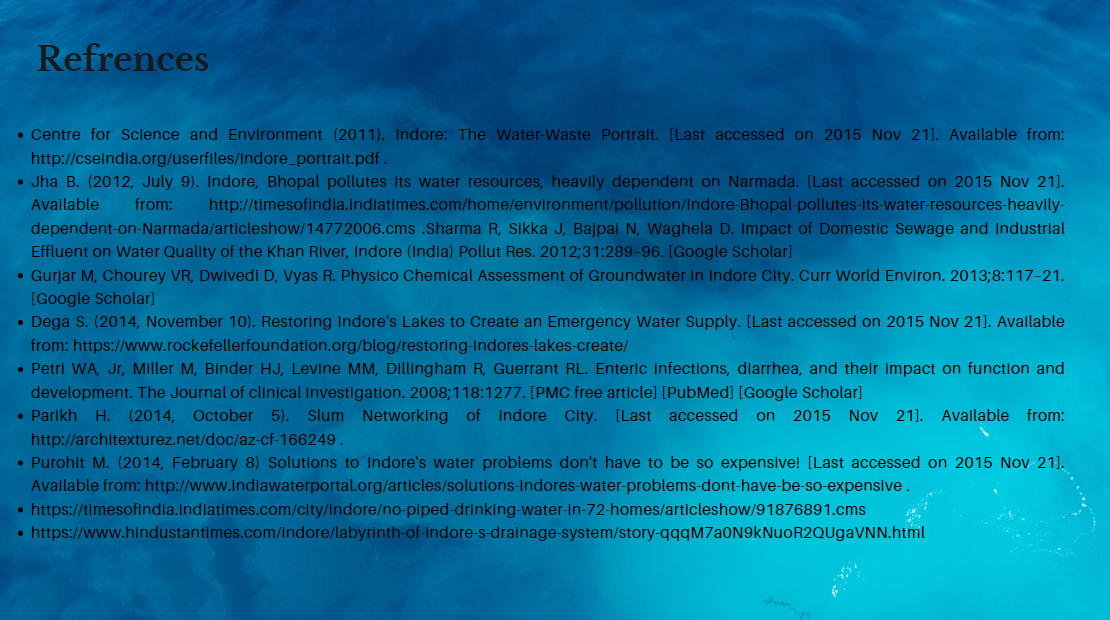 Refrences
• Centre for Science and Environment (2011). Indore: The Water-Waste Portrait. [Last accessed on 2015 Nov 21]. Available from:
http://cseindia.org/userfiles/Indore_portrait.pdf .
• Jha B. (2012, July 9). Indore, Bhopal pollutes its water resources, heavily dependent on Narmada. [Last accessed on 2015 Nov 21].
Available from: http://timesofindia.indiatimes.com/home/environment/pollution/Indore-Bhopal-pollutes-its-water-resources-heavily-
dependent-on-Narmada/articleshow/14772006.cms .Sharma R, Sikka J, Bajpai N, Waghela D. Impact of Domestic Sewage and Industrial
Effluent on Water Quality of the Khan River, Indore (India) Pollut Res. 2012;31:289–96. [Google Scholar]
• Gurjar M, Chourey VR, Dwivedi D, Vyas R. Physico Chemical Assessment of Groundwater in Indore City. Curr World Environ. 2013;8:117–21.
[Google Scholar]
• Dega S. (2014, November 10). Restoring Indore's Lakes to Create an Emergency Water Supply. [Last accessed on 2015 Nov 21]. Available
from: https://www.rockefellerfoundation.org/blog/restoring-indores-lakes-create/
• Petri WA, Jr, Miller M, Binder HJ, Levine MM, Dillingham R, Guerrant RL. Enteric infections, diarrhea, and their impact on function and
development. The Journal of clinical investigation. 2008;118:1277. [PMC free article] [PubMed] [Google Scholar]
• Parikh H. (2014, October 5). Slum Networking of Indore City. [Last accessed on 2015 Nov 21]. Available from:
http://architexturez.net/doc/az-cf-166249 .
• Purohit M. (2014, February 8) Solutions to Indore's water problems don't have to be so expensive! [Last accessed on 2015 Nov 21].
Available from: http://www.indiawaterportal.org/articles/solutions-indores-water-problems-dont-have-be-so-expensive .
• https://timesofindia.indiatimes.com/city/indore/no-piped-drinking-water-in-72-homes/articleshow/91876891.cms
• https://www.hindustantimes.com/indore/labyrinth-of-indore-s-drainage-system/story-qqqM7a0N9kNuoR2QUgaVNN.html